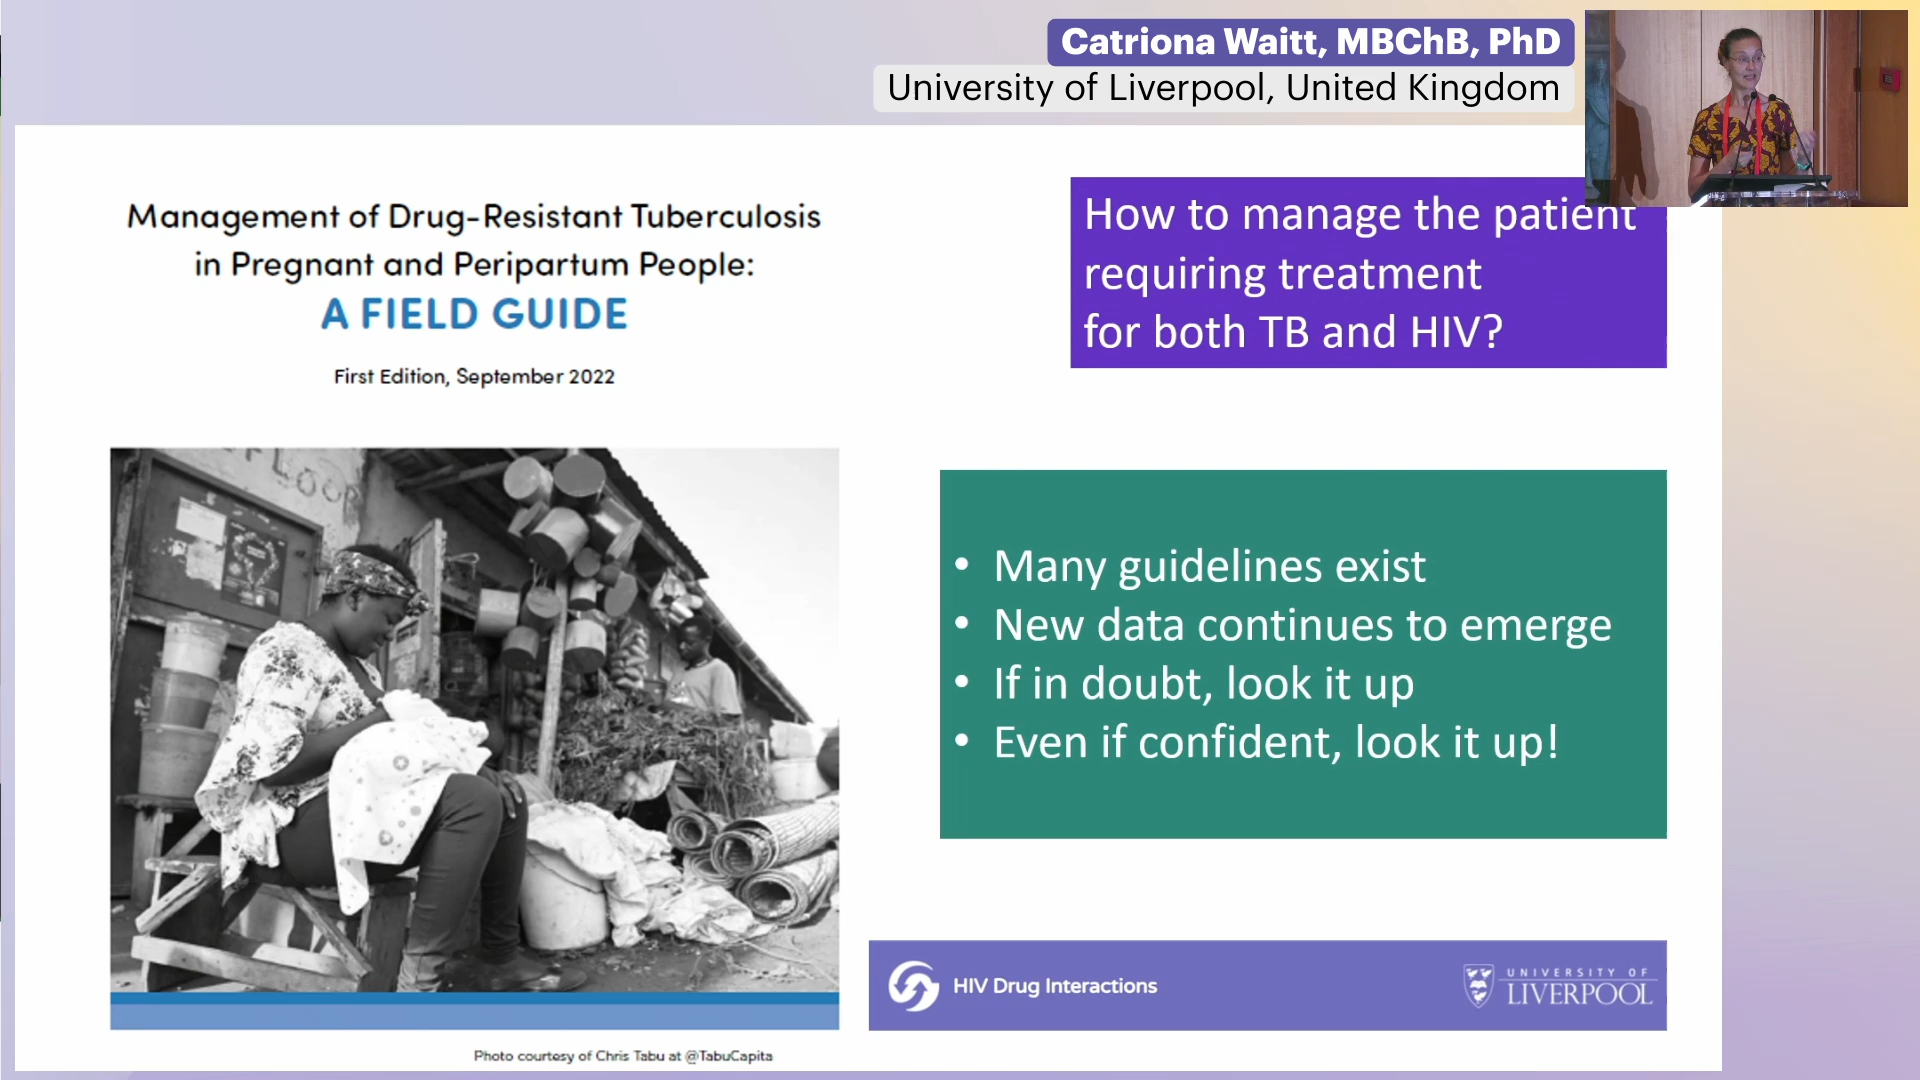 Catriona Waitt, MBChB, PhD
University of Liverpool, United Kingdom
Management of Drug-Resistant Tuberculosis
in Pregnant and Peripartum People:
A FIELD GUIDE
First Edition, September 2022
How to manage the patient
requiring treatment
for both TB and HIV?
• Many guidelines exist
• New data continues to emerge
• If in doubt, look it up
• Even if confident, look it up!
HIV Drug Interactions
UNIVERSITY OF
LIVERPOOL
Photo courtesy of Chris Tabu at @TabuCapita